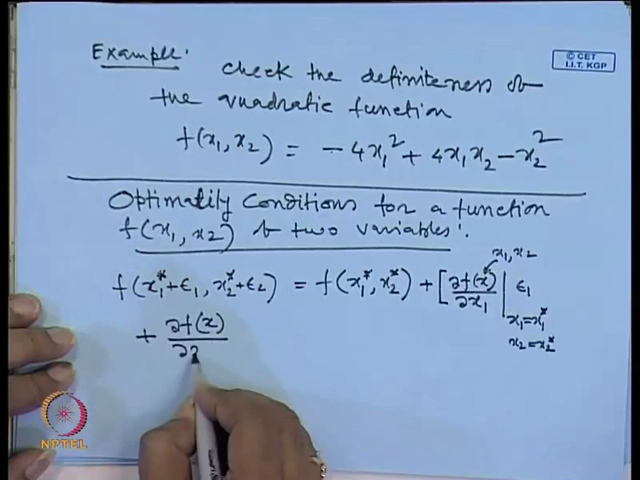 © CET
I.I.T. KGP
Example: Check the definiteness of
the quadratic function
f(x₁, x₂) = -4x₁² + 4x₁x₂ - x₂²
Optimality Conditions for a function
f(x₁, x₂) of two variables:
x₁, x₂
f(x₁* + ε₁, x₂* + ε₂) = f(x₁*, x₂*) + [∂f(x)/∂x₁ | ε₁
x₁ = x₁*
x₂ = x₂*
+ ∂f(x)/∂x
NPTEL